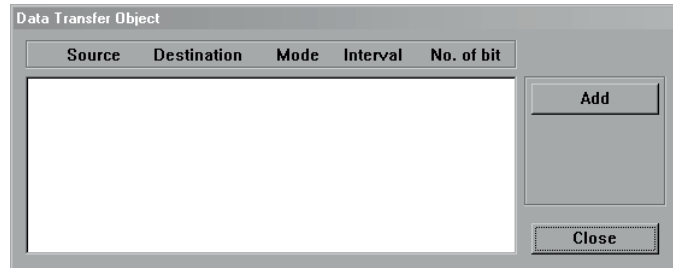 Data Transfer Object
Source Destination Mode Interval No. of bit
Add
Close